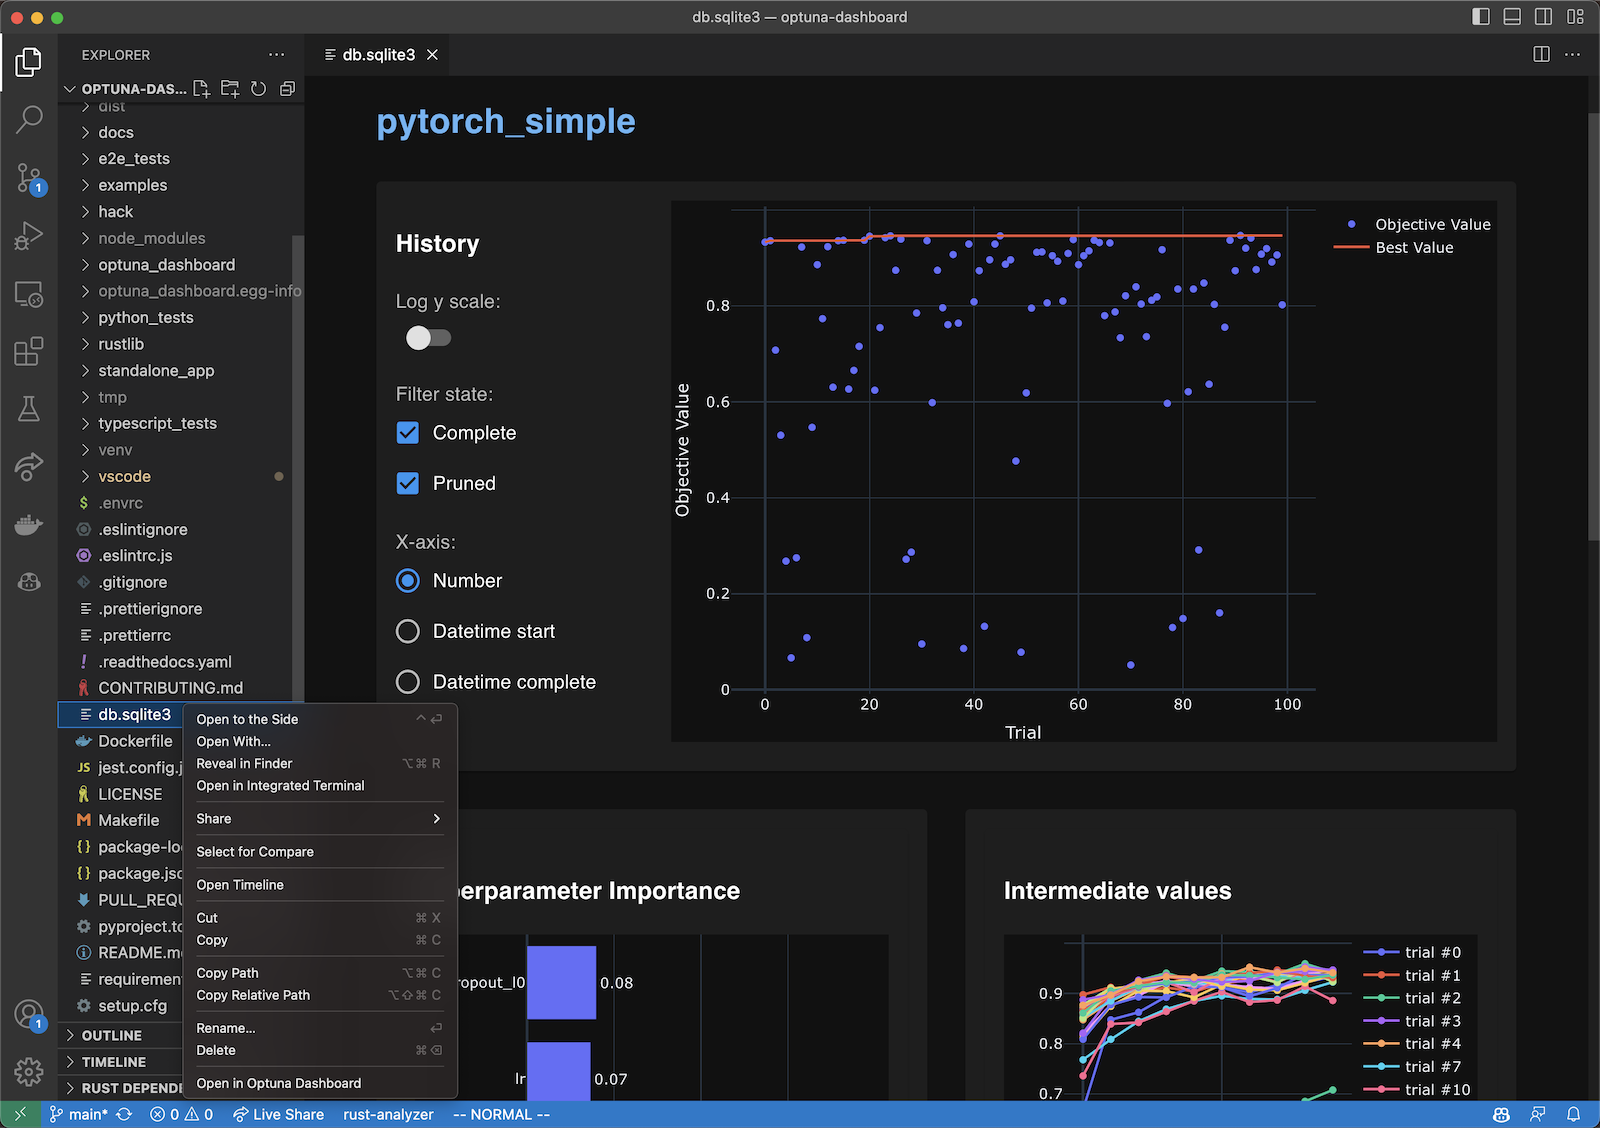 db.sqlite3 — optuna-dashboard
EXPLORER
OPTUNA-DAS...
dist
docs
e2e_tests
examples
hack
node_modules
optuna_dashboard
optuna_dashboard.egg-info
python_tests
rustlib
standalone_app
tmp
typescript_tests
venv
vscode
$ .envrc
.eslintignore
.eslintrc.js
.gitignore
.prettierignore
.prettierrc
! .readthedocs.yaml
CONTRIBUTING.md
db.sqlite3
Dockerfile
JS jest.config.j
LICENSE
M Makefile
{} package-lo
{} package.jso
PULL_REQU
pyproject.to
README.m
requiremen
setup.cfg
OUTLINE
TIMELINE
RUST DEPENDE
1
1
Open to the Side ^ ⏎
Open With...
Reveal in Finder ⌥⌘ R
Open in Integrated Terminal
Share
Select for Compare
Open Timeline
Cut ⌘ X
Copy ⌘ C
Copy Path ⌥⌘ C
Copy Relative Path ⌥⇧⌘ C
Rename... ⏎
Delete ⌘ ⌫
Open in Optuna Dashboard
db.sqlite3
pytorch_simple
History
Log y scale:
Filter state:
Complete
Pruned
X-axis:
Number
Datetime start
Datetime complete
Objective Value
0.8
0.6
0.4
0.2
0
0 20 40 60 80 100
Trial
Objective Value
Best Value
erparameter Importance
ropout_l0 0.08
lr 0.07
Intermediate values
0.9
0.8
0.7
trial #0
trial #1
trial #2
trial #3
trial #4
trial #7
trial #10
main* 0 0 Live Share rust-analyzer -- NORMAL --